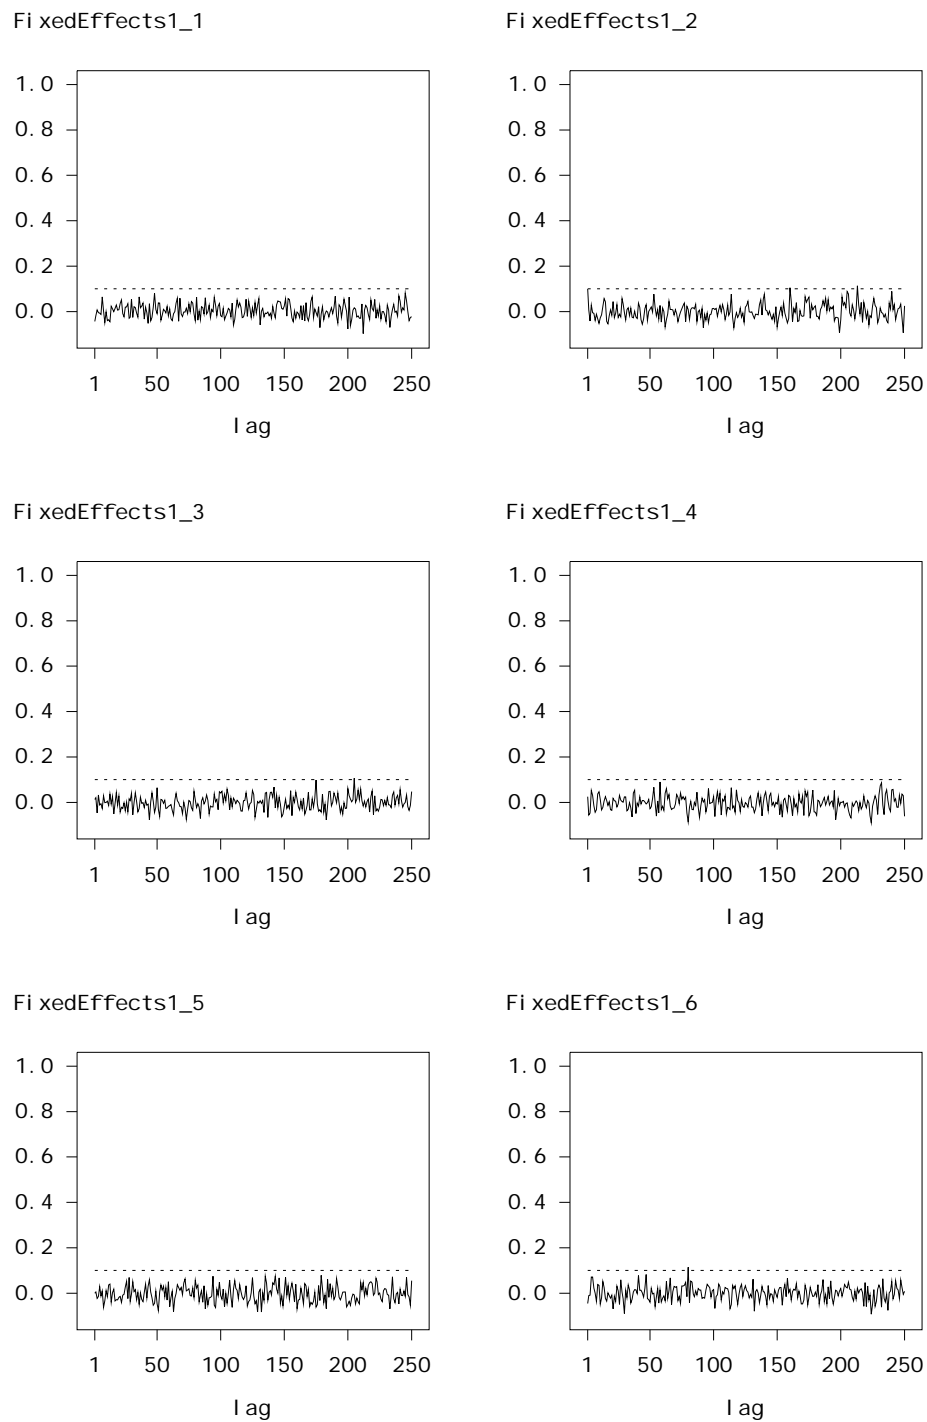 FixedEffects1_1
1.0
0.8
0.6
0.4
0.2
0.0
1 50 100 150 200 250
lag
FixedEffects1_2
1.0
0.8
0.6
0.4
0.2
0.0
1 50 100 150 200 250
lag
FixedEffects1_3
1.0
0.8
0.6
0.4
0.2
0.0
1 50 100 150 200 250
lag
FixedEffects1_4
1.0
0.8
0.6
0.4
0.2
0.0
1 50 100 150 200 250
lag
FixedEffects1_5
1.0
0.8
0.6
0.4
0.2
0.0
1 50 100 150 200 250
lag
FixedEffects1_6
1.0
0.8
0.6
0.4
0.2
0.0
1 50 100 150 200 250
lag